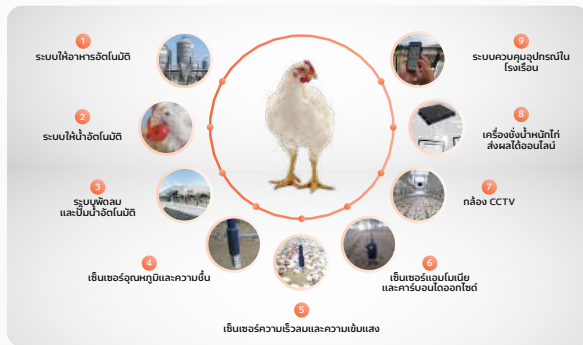 1
ระบบให้อาหารอัตโนมัติ
2
ระบบให้น้ำอัตโนมัติ
3
ระบบพัดลม
และปั๊มน้ำอัตโนมัติ
4
เซ็นเซอร์อุณหภูมิและความชื้น
5
เซ็นเซอร์ความเร็วลมและความเข้มแสง
6
เซ็นเซอร์แอมโมเนีย
และคาร์บอนไดออกไซด์
7
กล้อง CCTV
8
เครื่องชั่งน้ำหนักไก่
ส่งผลได้ออนไลน์
9
ระบบควบคุมอุปกรณ์ใน
โรงเรือน